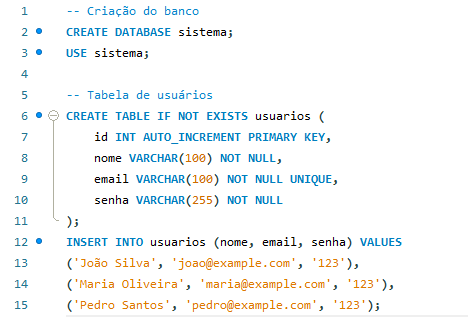 1 -- Criação do banco
2 CREATE DATABASE sistema;
3 USE sistema;
4
5 -- Tabela de usuários
6 CREATE TABLE IF NOT EXISTS usuarios (
7 id INT AUTO_INCREMENT PRIMARY KEY,
8 nome VARCHAR(100) NOT NULL,
9 email VARCHAR(100) NOT NULL UNIQUE,
10 senha VARCHAR(255) NOT NULL
11 );
12 INSERT INTO usuarios (nome, email, senha) VALUES
13 ('João Silva', 'joao@example.com', '123'),
14 ('Maria Oliveira', 'maria@example.com', '123'),
15 ('Pedro Santos', 'pedro@example.com', '123');